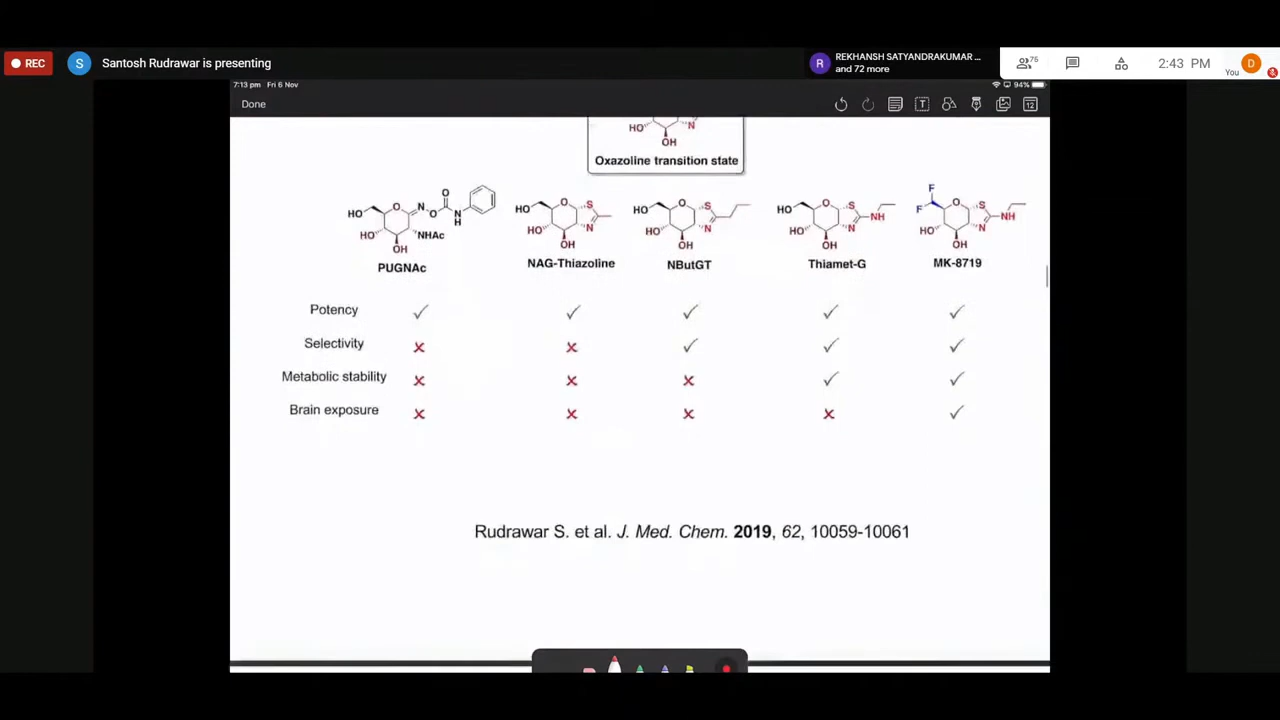 REC
S
Santosh Rudrawar is presenting
R
REKHANSH SATYANDRAKUMAR ...
and 72 more
75
2:43 PM
You
D
7:13 pm Fri 6 Nov
94%
Done
T
12
HO
N
OH
Oxazoline transition state
HO
O
N
O
O
N
H
HO
NHAc
OH
PUGNAc
HO
O
S
HO
N
OH
NAG-Thiazoline
HO
O
S
HO
N
OH
NButGT
HO
O
S
NH
HO
N
OH
Thiamet-G
F
F
O
S
NH
HO
N
OH
MK-8719
Potency ✓ ✓ ✓ ✓ ✓
Selectivity x x ✓ ✓ ✓
Metabolic stability x x x ✓ ✓
Brain exposure x x x x ✓
Rudrawar S. et al. J. Med. Chem. 2019, 62, 10059-10061